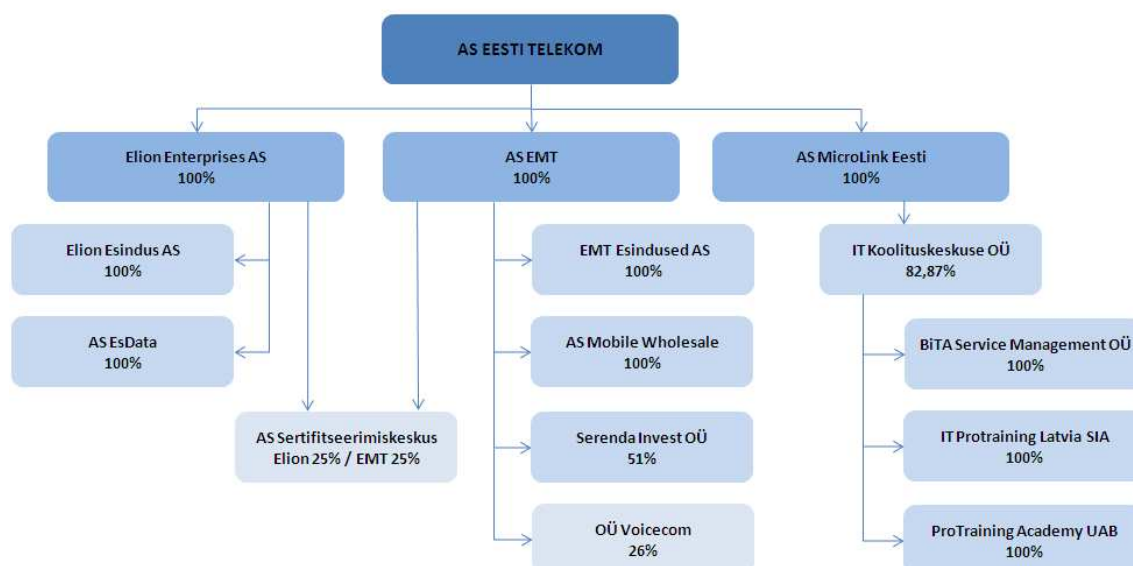 AS EESTI TELEKOM
Elion Enterprises AS
100%
AS EMT
100%
AS MicroLink Eesti
100%
Elion Esindus AS
100%
EMT Esindused AS
100%
IT Koolituskeskuse OÜ
82,87%
AS EsData
100%
AS Mobile Wholesale
100%
BiTA Service Management OÜ
100%
AS Sertifitseerimiskeskus
Elion 25% / EMT 25%
Serenda Invest OÜ
51%
IT Protraining Latvia SIA
100%
OÜ Voicecom
26%
ProTraining Academy UAB
100%